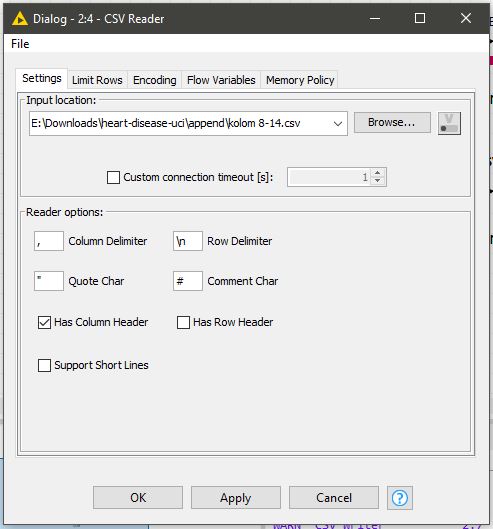 Dialog - 2:4 - CSV Reader
File
Settings Limit Rows Encoding Flow Variables Memory Policy
Input location:
E:\Downloads\heart-disease-uci\append\kolom 8-14.csv Browse... V
Custom connection timeout [s]: 1
Reader options:
, Column Delimiter \n Row Delimiter
" Quote Char # Comment Char
Has Column Header Has Row Header
Support Short Lines
OK Apply Cancel ?
WARN CSV Writer 2:7